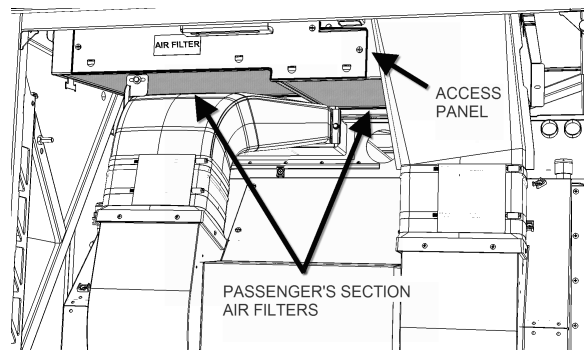 AIR FILTER
ACCESS
PANEL
PASSENGER'S SECTION
AIR FILTERS